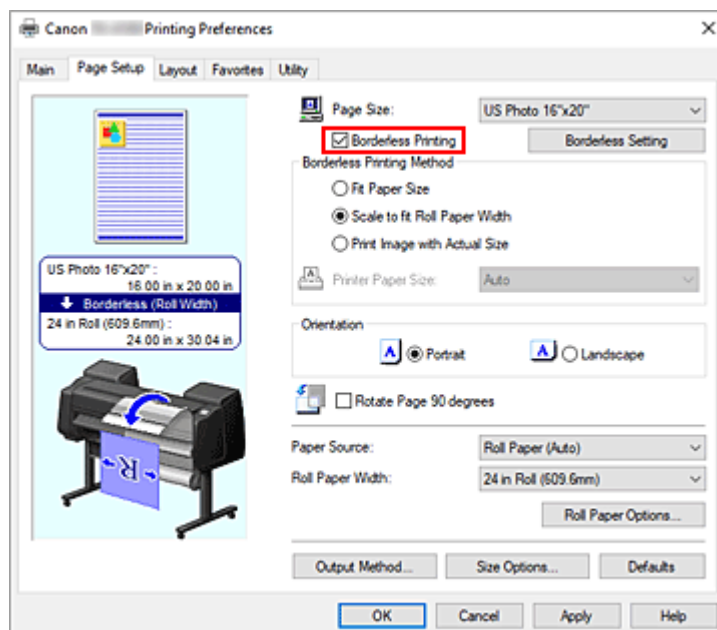 Canon Printing Preferences
Main Page Setup Layout Favorites Utility
Page Size: US Photo 16"x20"
Borderless Printing Borderless Setting
Borderless Printing Method
Fit Paper Size
Scale to fit Roll Paper Width
Print Image with Actual Size
Printer Paper Size: Auto
US Photo 16"x20" :
16.00 in x 20.00 in
Borderless (Roll Width)
24 in Roll (609.6mm) :
24.00 in x 30.04 in
R
Orientation
A Portrait A Landscape
Rotate Page 90 degrees
Paper Source: Roll Paper (Auto)
Roll Paper Width: 24 in Roll (609.6mm)
Roll Paper Options...
Output Method... Size Options... Defaults
OK Cancel Apply Help